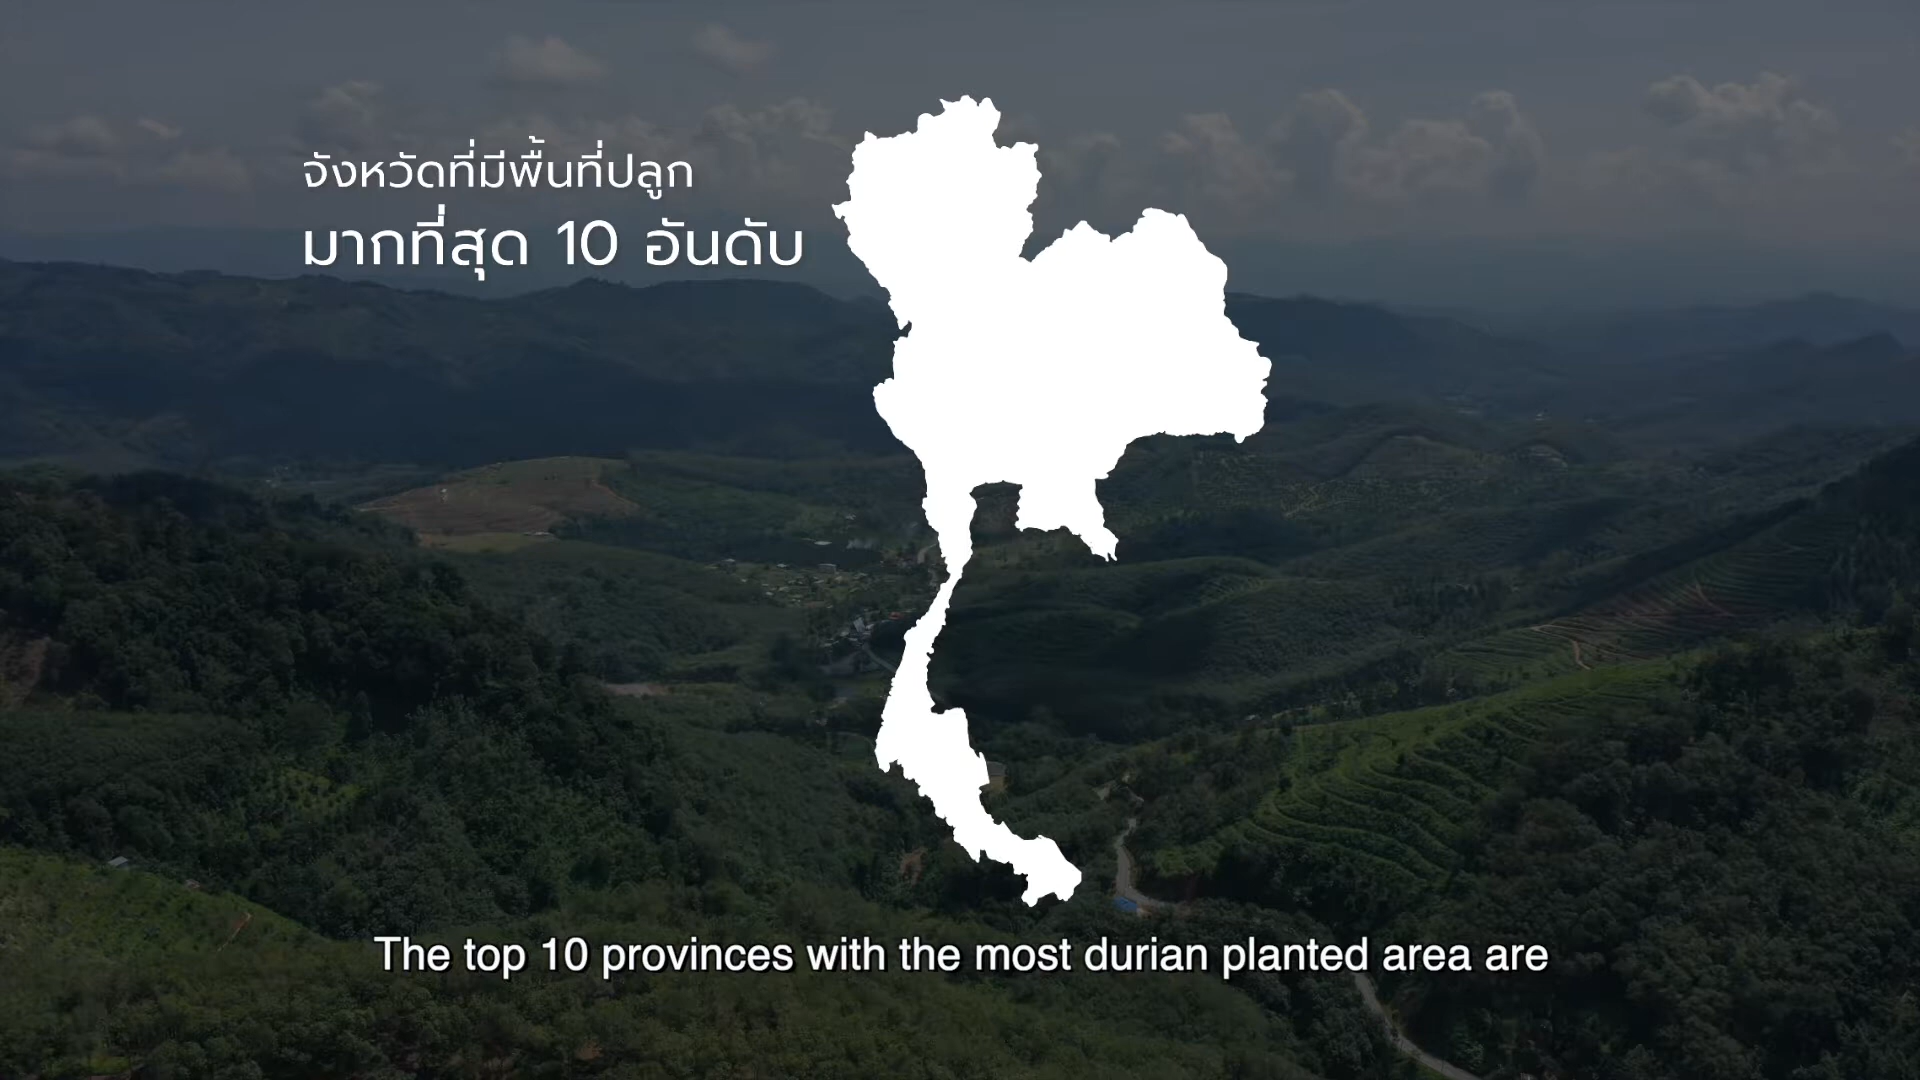 จังหวัดที่มีพื้นที่ปลูก
มากที่สุด 10 อันดับ
The top 10 provinces with the most durian planted area are